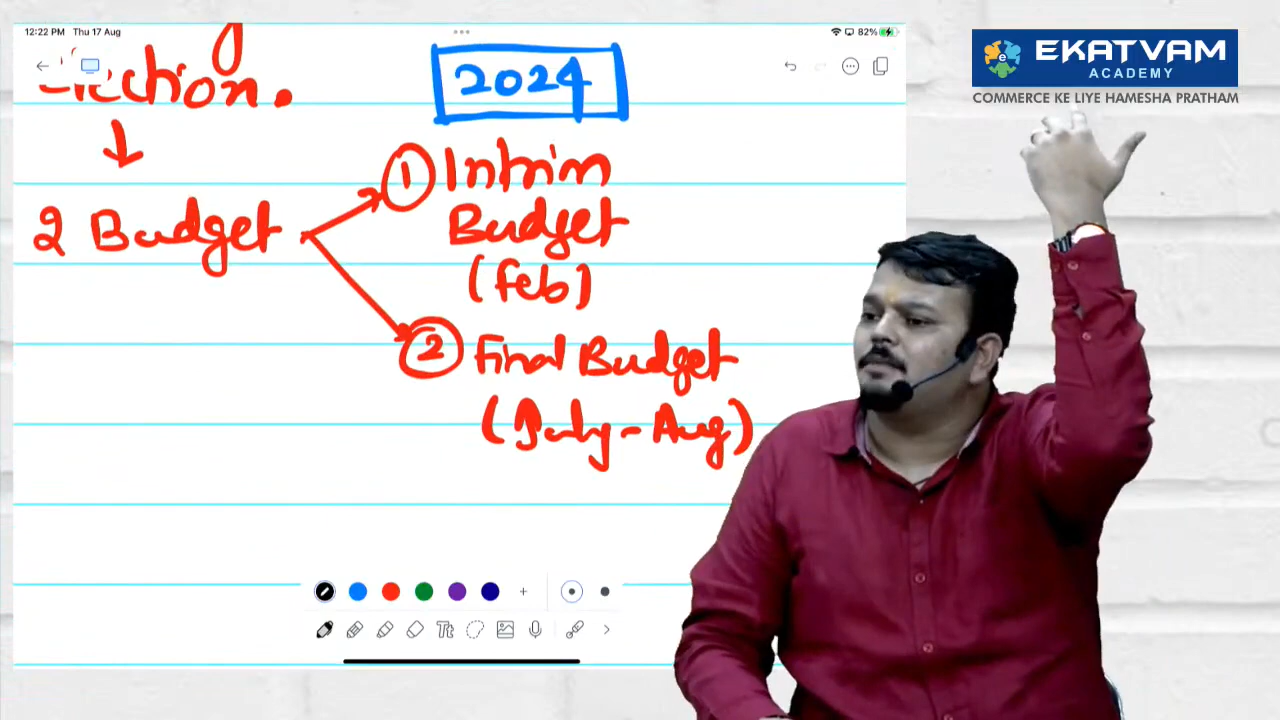 12:22 PM Thu 17 Aug
82%
EKATVAM
ACADEMY
COMMERCE KE LIYE HAMESHA PRATHAM
2024
Election.
2 Budget
1 Intrim
Budget
(Feb)
2 Final Budget
(July-Aug)
Tt